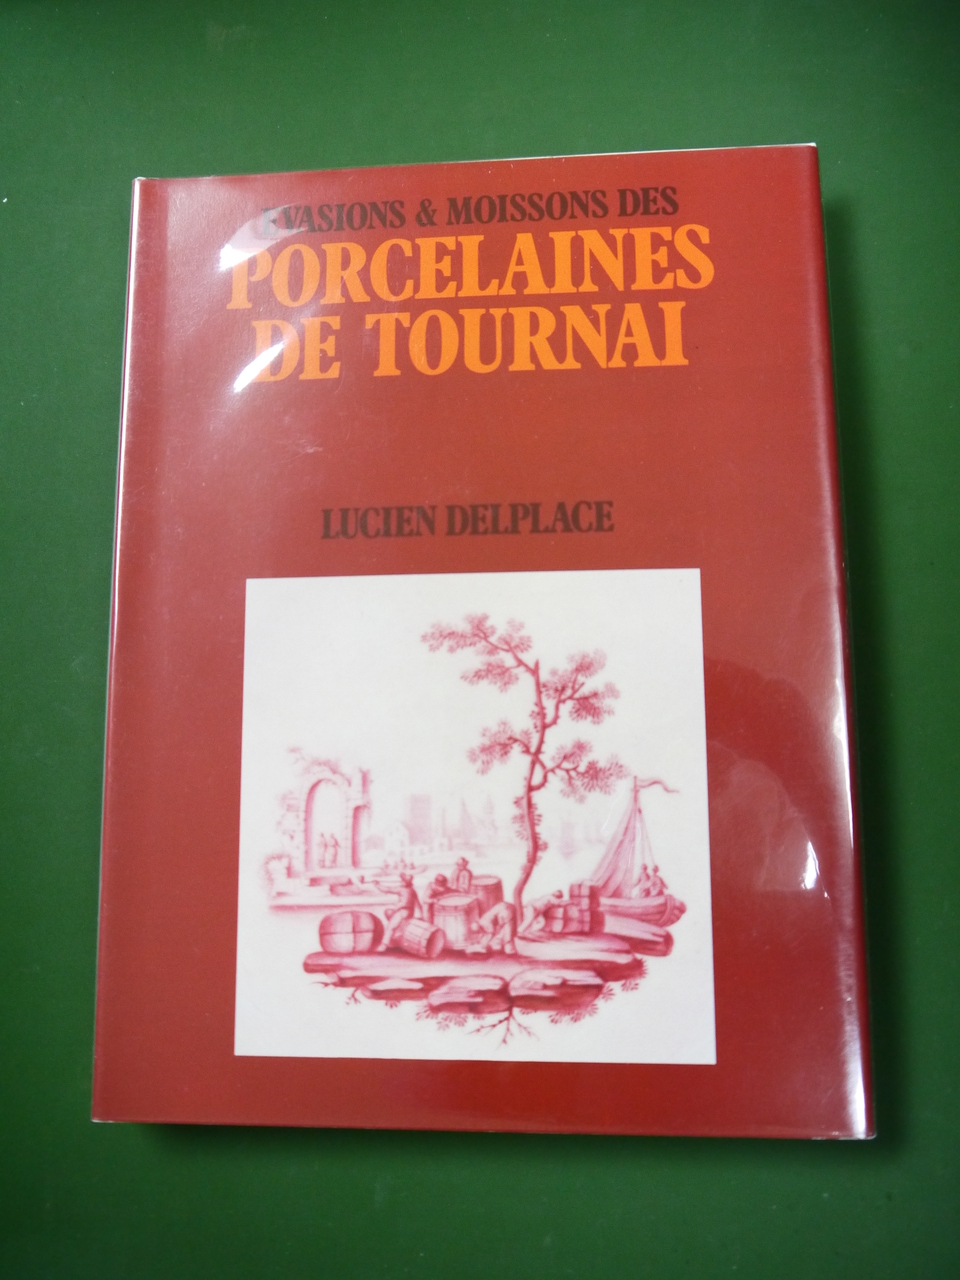 EVASIONS & MOISSONS DES
PORCELAINES
DE TOURNAI
LUCIEN DELPLACE